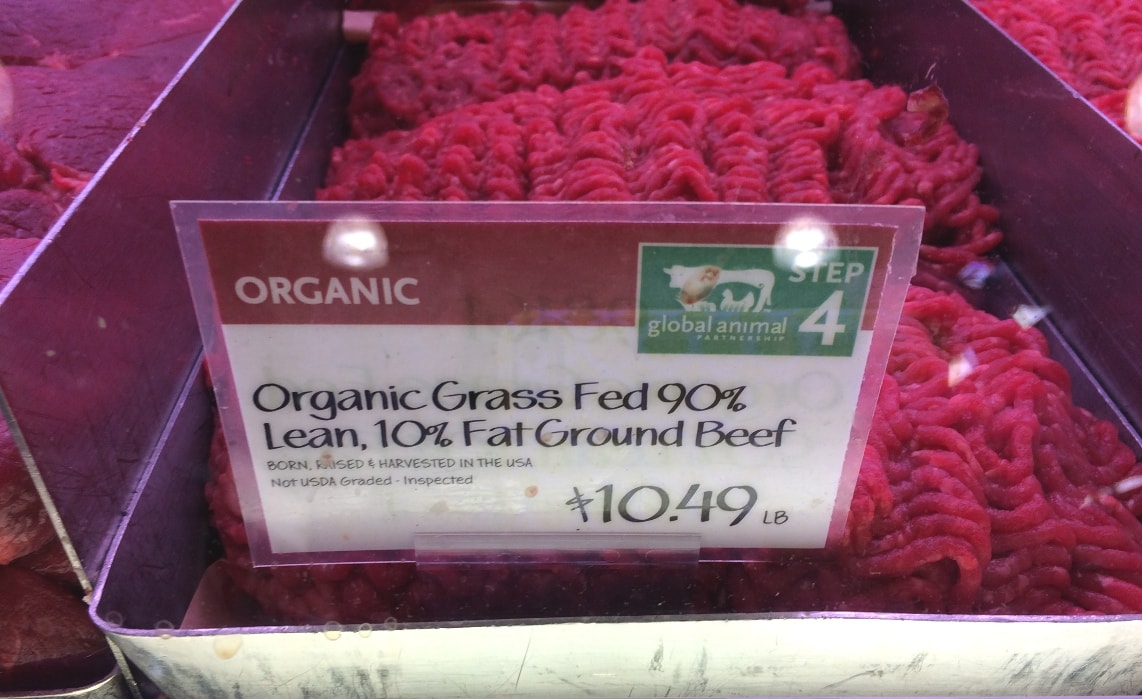 ORGANIC
STEP
4
global animal
PARTNERSHIP
Organic Grass Fed 90%
Lean, 10% Fat Ground Beef
BORN, RAISED & HARVESTED IN THE USA
Not USDA Graded - Inspected
$10.49 LB